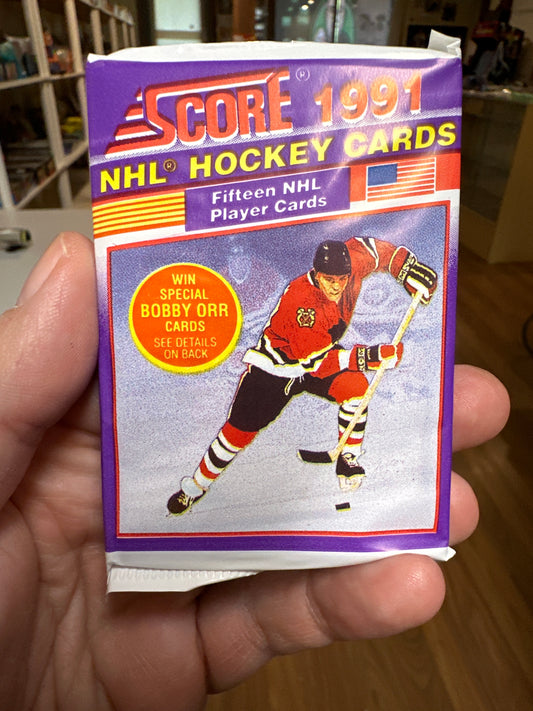 SCORE® 1991
NHL® HOCKEY CARDS
Fifteen NHL
Player Cards
WIN
SPECIAL
BOBBY ORR
CARDS
SEE DETAILS
ON BACK